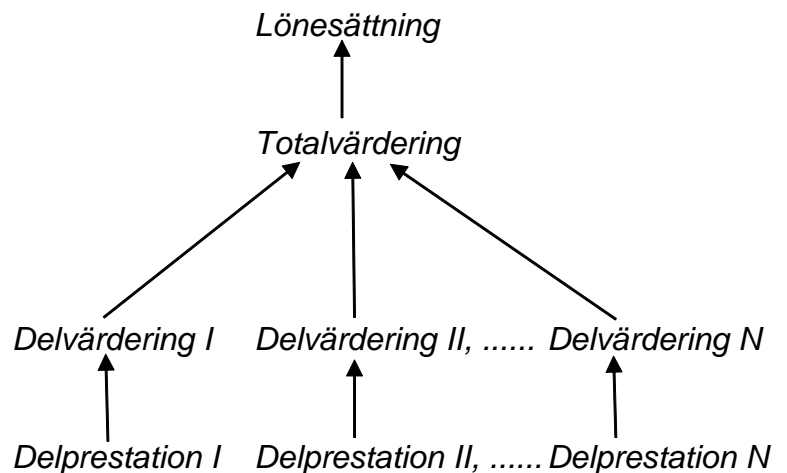 Lönesättning
Totalvärdering
Delvärdering I Delvärdering II, ...... Delvärdering N
Delprestation I Delprestation II, ...... Delprestation N